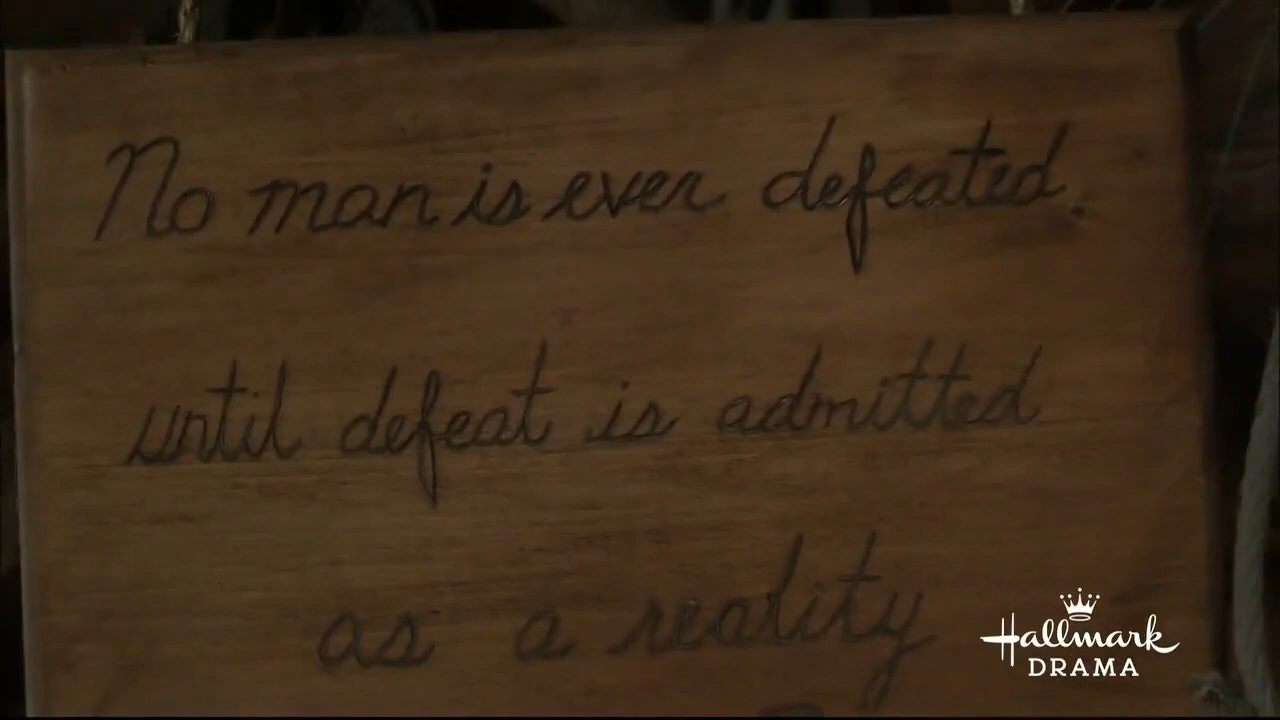 No man is ever defeated.
until defeat is admitted
as a reality
Hallmark
DRAMA